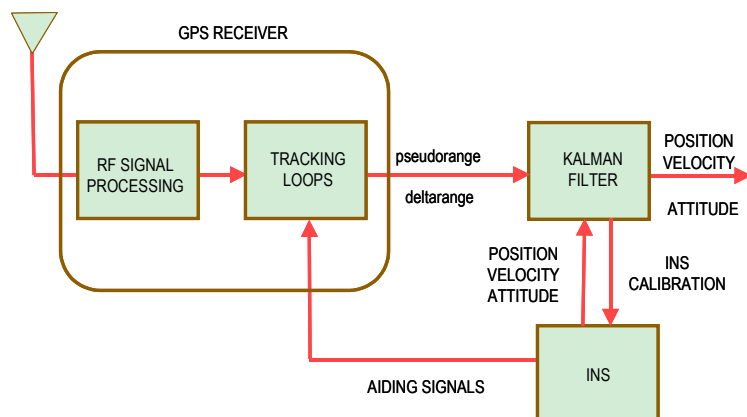 GPS RECEIVER
RF SIGNAL
PROCESSING
TRACKING
LOOPS
pseudorange
deltarange
KALMAN
FILTER
POSITION
VELOCITY
ATTITUDE
POSITION
VELOCITY
ATTITUDE
INS
CALIBRATION
AIDING SIGNALS
INS